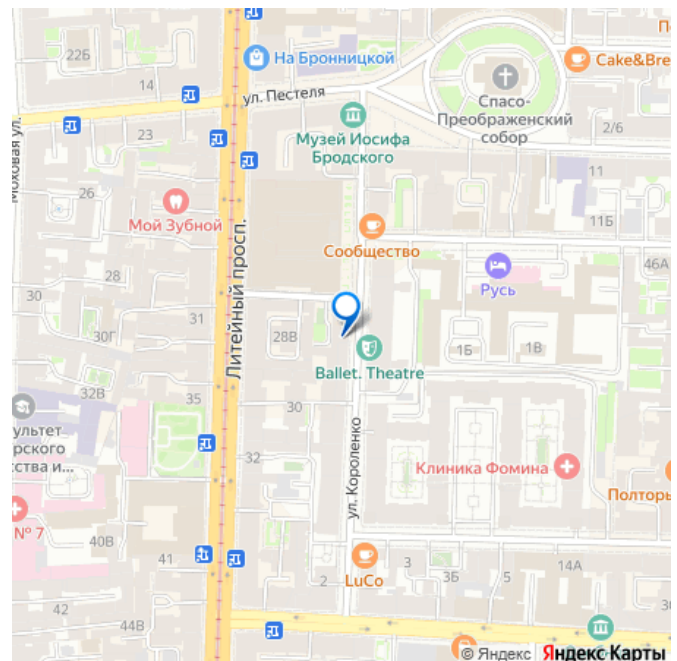 22Б
14
На Бронницкой
Cake&Bre
ул. Пестеля
Спасо-
Преображенский
собор
2/6
Моховая ул.
23
Музей Иосифа
Бродского
11
26
Мой Зубной
11Б
Литейный просп.
Сообщество
28
Русь
46А
30
31
30Г
28В
1Б
1В
Ballet. Theatre
32В
35
30
ультет
рского
сства и...
32
ул. Короленко
Клиника Фомина
Полторы
№ 7
40В
41
2
LuCo
3
3Б
5
14А
42
44В
© Яндекс
Яндекс Карты